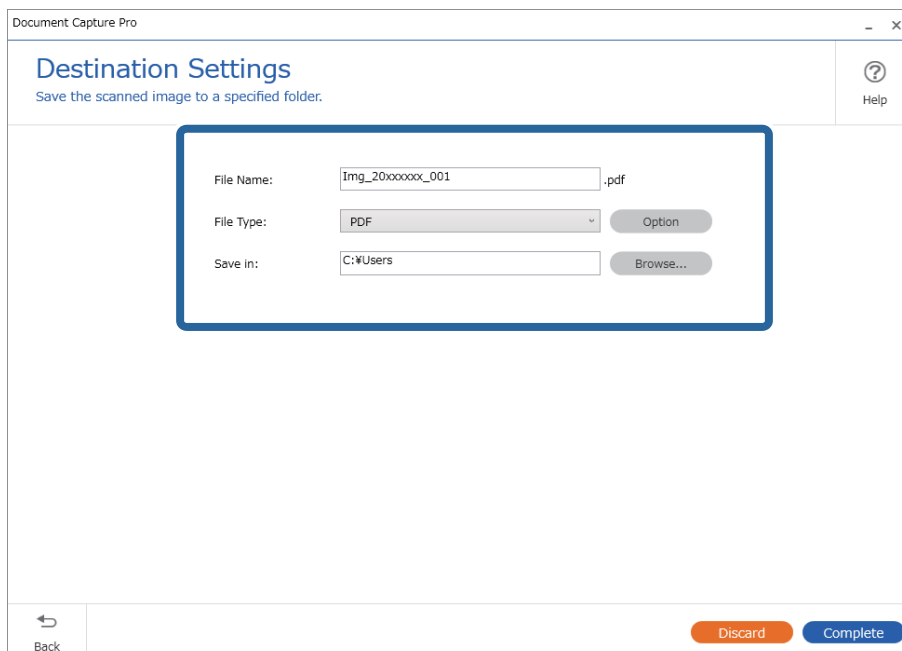 Document Capture Pro
Destination Settings
Save the scanned image to a specified folder.
Help
File Name: Img_20xxxxxx_001 .pdf
File Type: PDF Option
Save in: C:¥Users Browse...
Back
Discard Complete